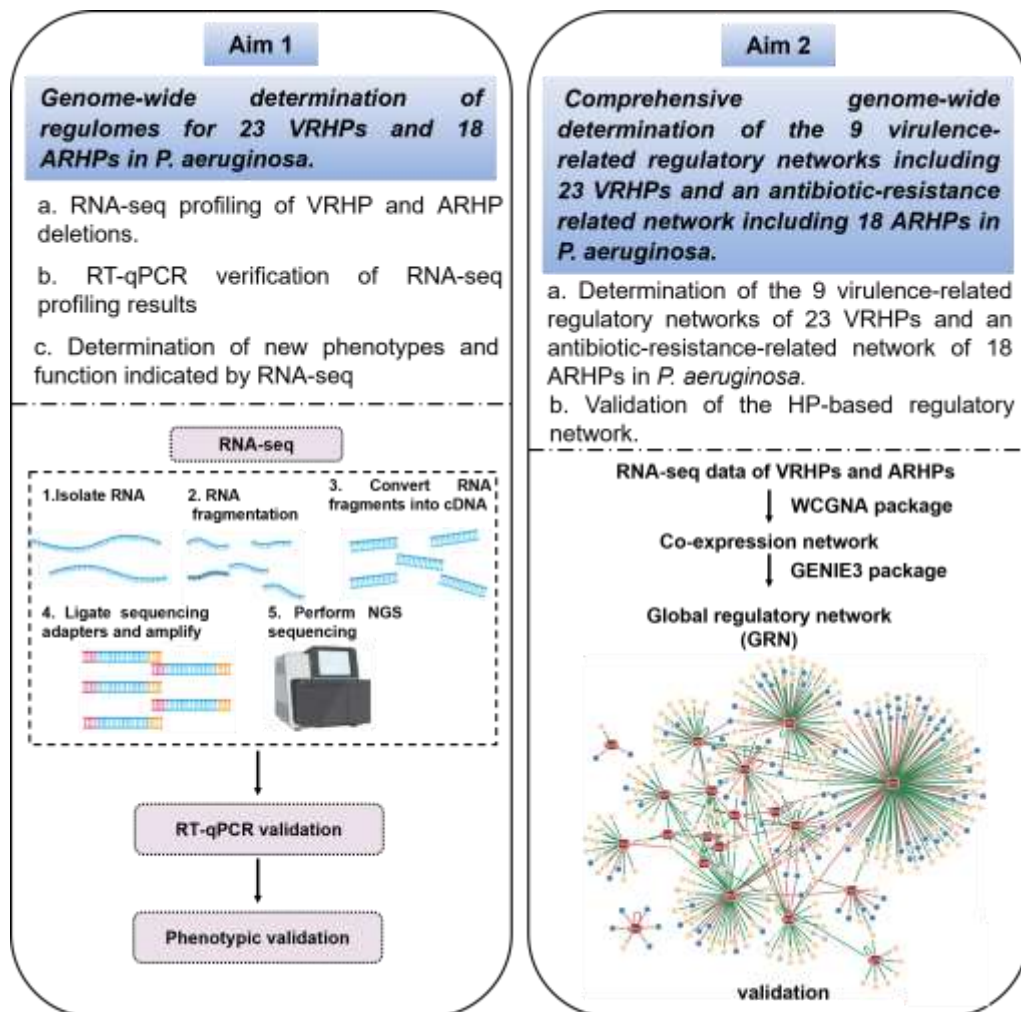 Aim 1
Genome-wide determination of
regulomes for 23 VRHPs and 18
ARHPs in P. aeruginosa.
a. RNA-seq profiling of VRHP and ARHP
deletions.
b. RT-qPCR verification of RNA-seq
profiling results
c. Determination of new phenotypes and
function indicated by RNA-seq
RNA-seq
1.Isolate RNA
2. RNA
fragmentation
3. Convert RNA
fragments into cDNA
4. Ligate sequencing
adapters and amplify
5. Perform NGS
sequencing
RT-qPCR validation
Phenotypic validation
Aim 2
Comprehensive genome-wide
determination of the 9 virulence-
related regulatory networks including
23 VRHPs and an antibiotic-resistance
related network including 18 ARHPs in
P. aeruginosa.
a. Determination of the 9 virulence-related
regulatory networks of 23 VRHPs and an
antibiotic-resistance-related network of 18
ARHPs in P. aeruginosa.
b. Validation of the HP-based regulatory
network.
RNA-seq data of VRHPs and ARHPs
WCGNA package
Co-expression network
GENIE3 package
Global regulatory network
(GRN)
validation